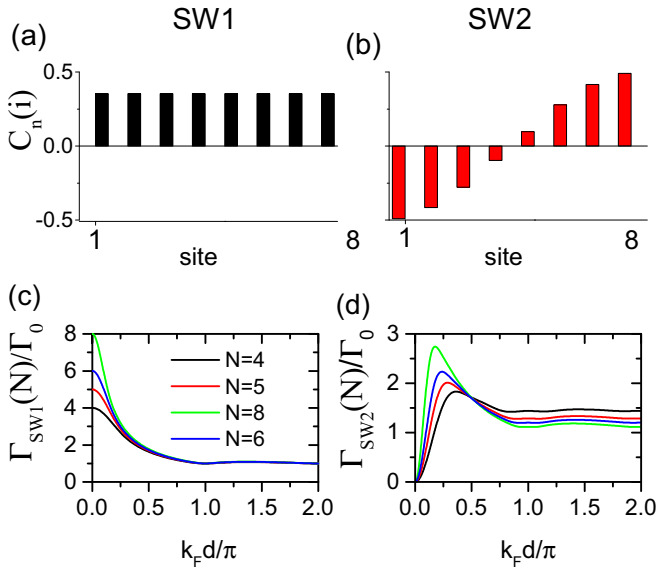 SW1
SW2
(a)
(b)
C_n(i)
0.5
0.0
-0.5
1
8
site
1
8
site
(c)
(d)
Γ_SW1(N)/Γ_0
8
6
4
2
0
N=4
N=5
N=8
N=6
0.0 0.5 1.0 1.5 2.0
k_F d/π
Γ_SW2(N)/Γ_0
3
2
1
0
0.0 0.5 1.0 1.5 2.0
k_F d/π